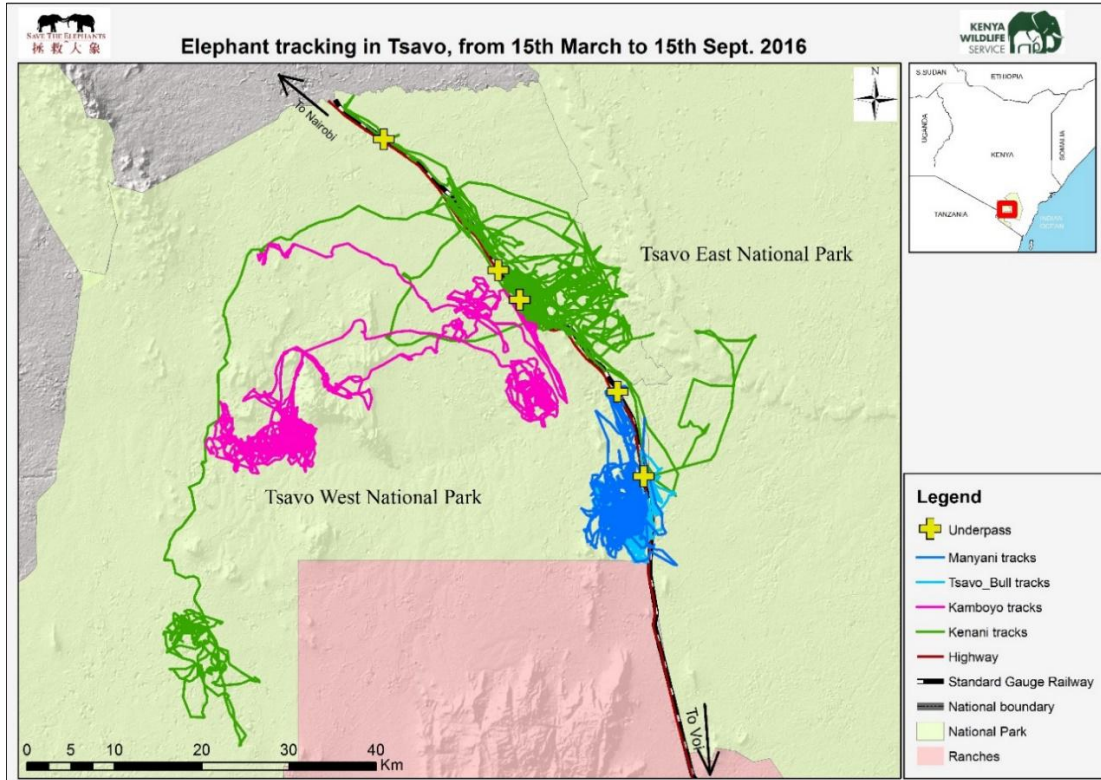 SAVE THE ELEPHANTS
拯救大象
Elephant tracking in Tsavo, from 15th March to 15th Sept. 2016
KENYA
WILDLIFE
SERVICE
To Nairobi
N
Tsavo East National Park
Tsavo West National Park
To Voi
0 5 10 20 30 40
Km
S.SUDAN
ETHIOPIA
UGANDA
KENYA
SOMALIA
TANZANIA
INDIAN
OCEAN
Legend
Underpass
Manyani tracks
Tsavo_Bull tracks
Kamboyo tracks
Kenani tracks
Highway
Standard Gauge Railway
National boundary
National Park
Ranches